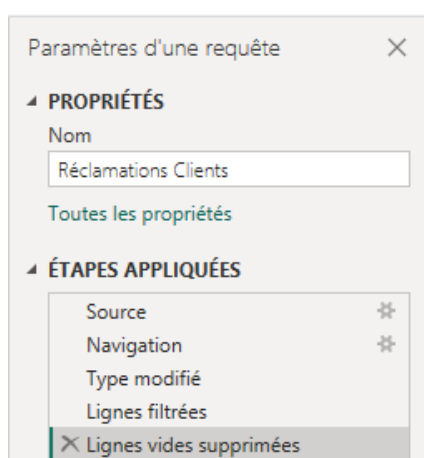 Paramètres d'une requête
PROPRIÉTÉS
Nom
Réclamations Clients
Toutes les propriétés
ÉTAPES APPLIQUÉES
Source
Navigation
Type modifié
Lignes filtrées
Lignes vides supprimées